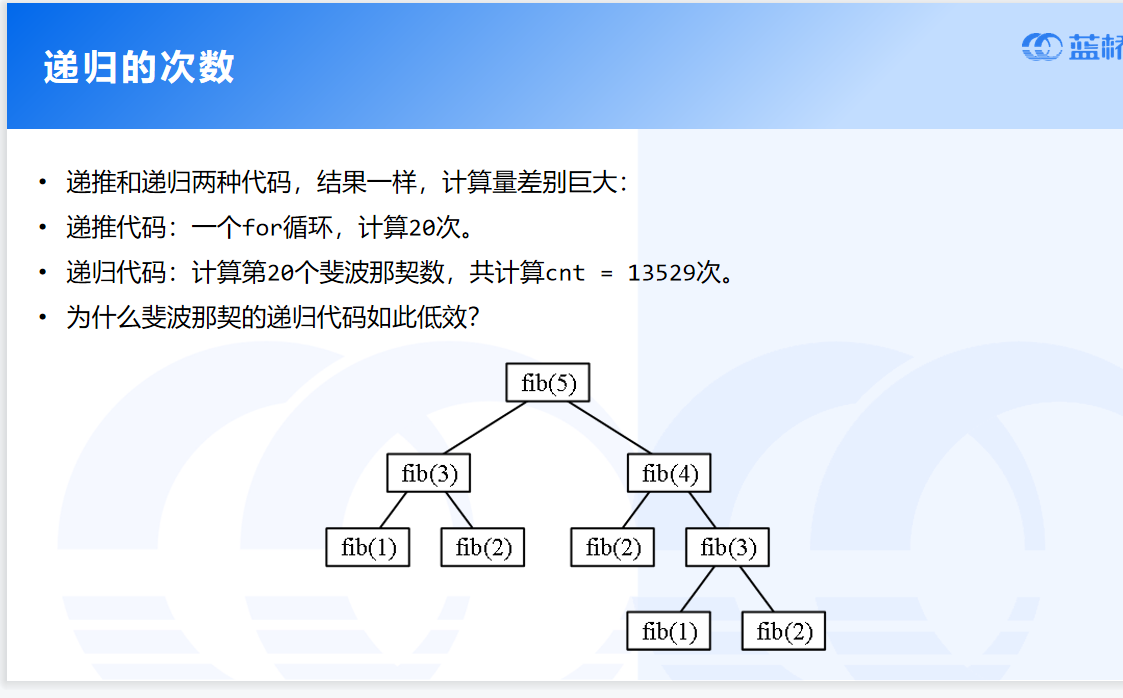 递归的次数
蓝桥
• 递推和递归两种代码，结果一样，计算量差别巨大：
• 递推代码：一个for循环，计算20次。
• 递归代码：计算第20个斐波那契数，共计算cnt = 13529次。
• 为什么斐波那契的递归代码如此低效？
fib(5)
fib(3) fib(4)
fib(1) fib(2) fib(2) fib(3)
fib(1) fib(2)